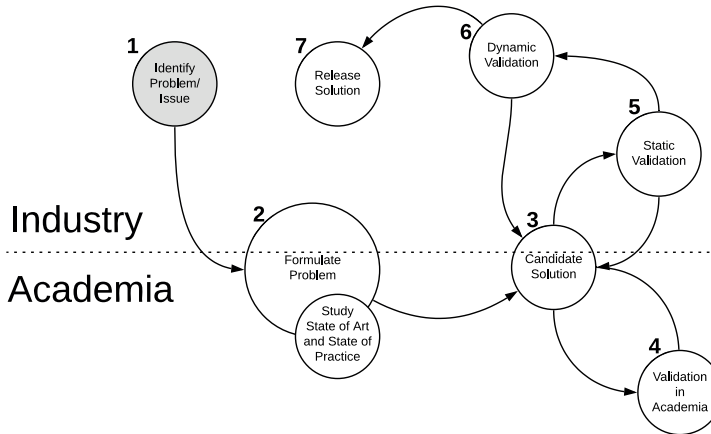 1
Identify
Problem/
Issue
7
Release
Solution
6
Dynamic
Validation
5
Static
Validation
Industry
Academia
2
Formulate
Problem
Study
State of Art
and State of
Practice
3
Candidate
Solution
4
Validation
in
Academia